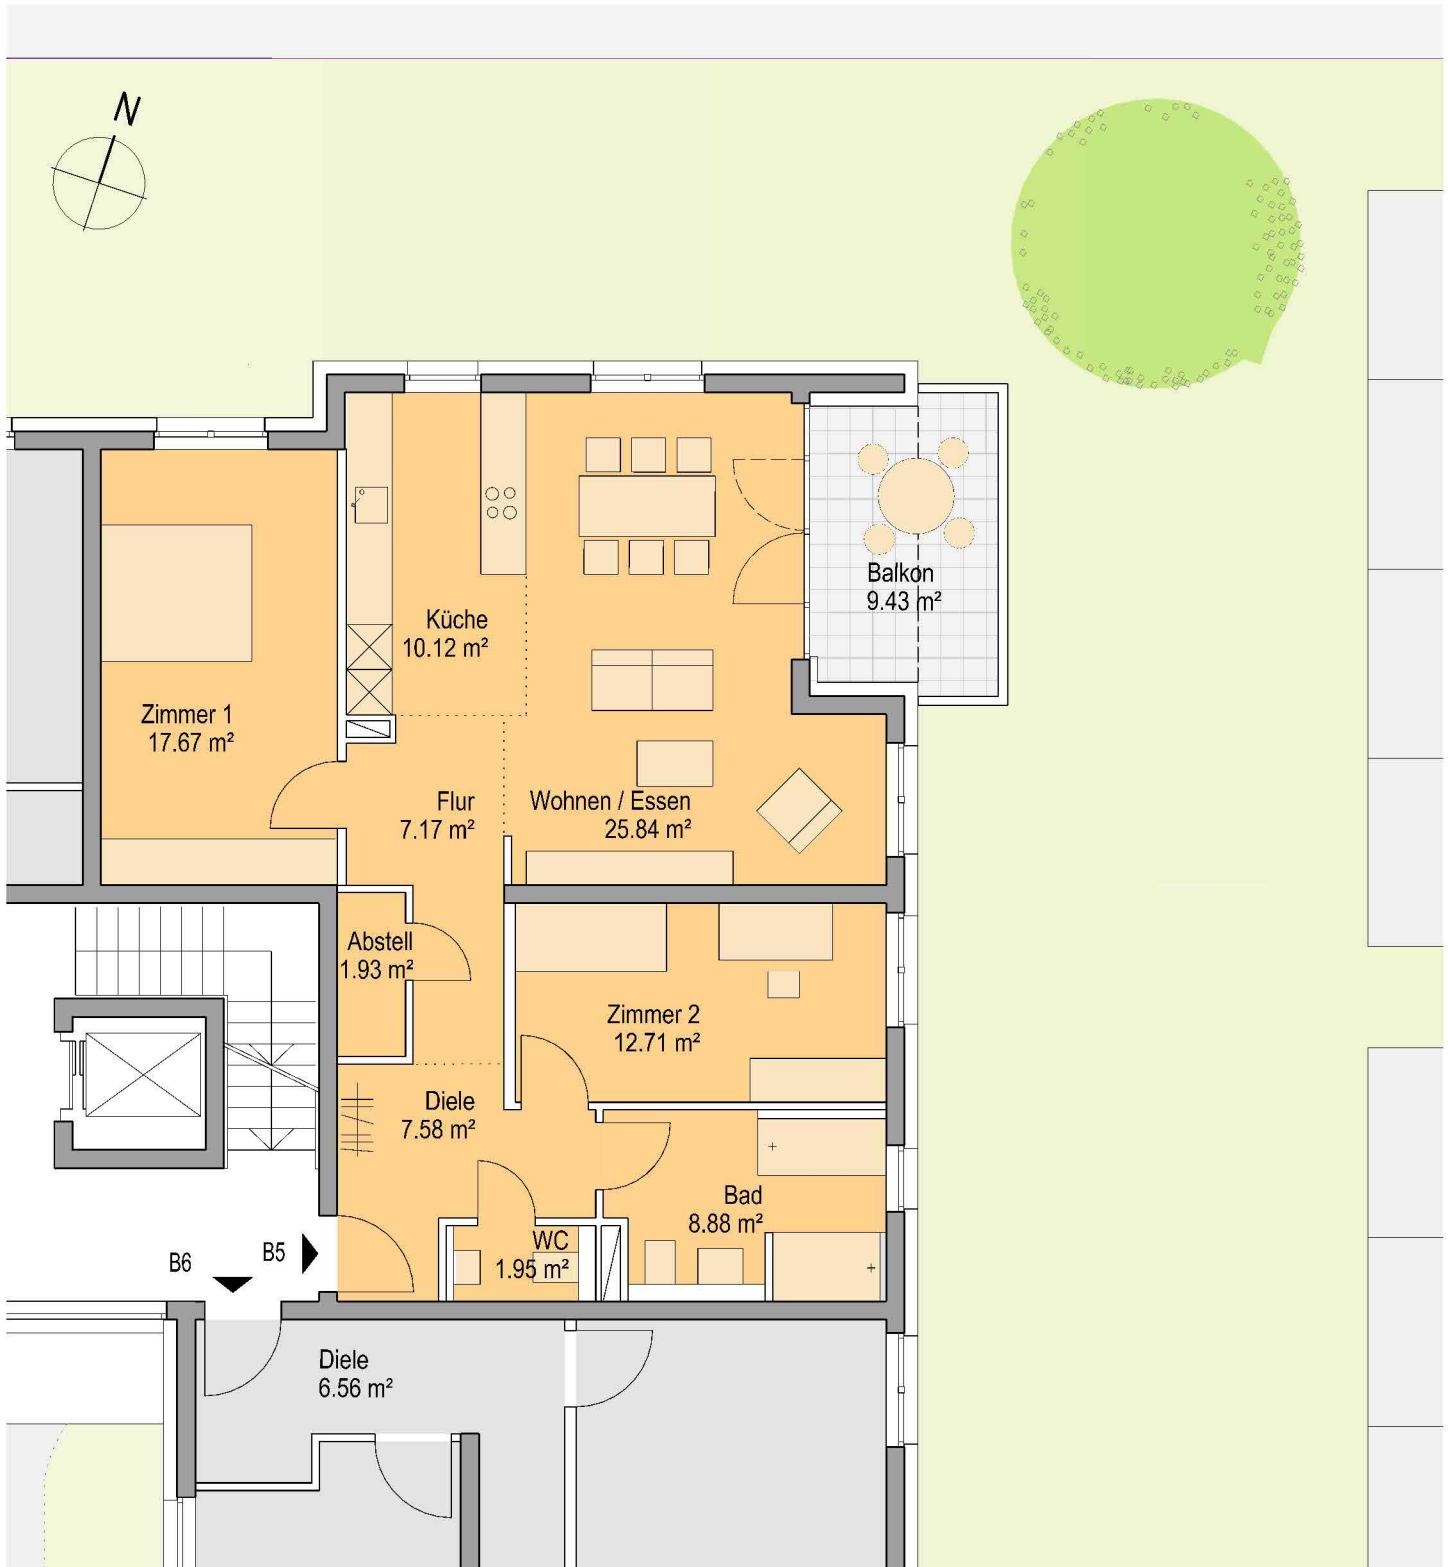 N
Balkon
9.43 m²
Küche
10.12 m²
Zimmer 1
17.67 m²
Flur
7.17 m²
Wohnen / Essen
25.84 m²
Abstell
1.93 m²
Zimmer 2
12.71 m²
Diele
7.58 m²
Bad
8.88 m²
WC
1.95 m²
B5
B6
Diele
6.56 m²